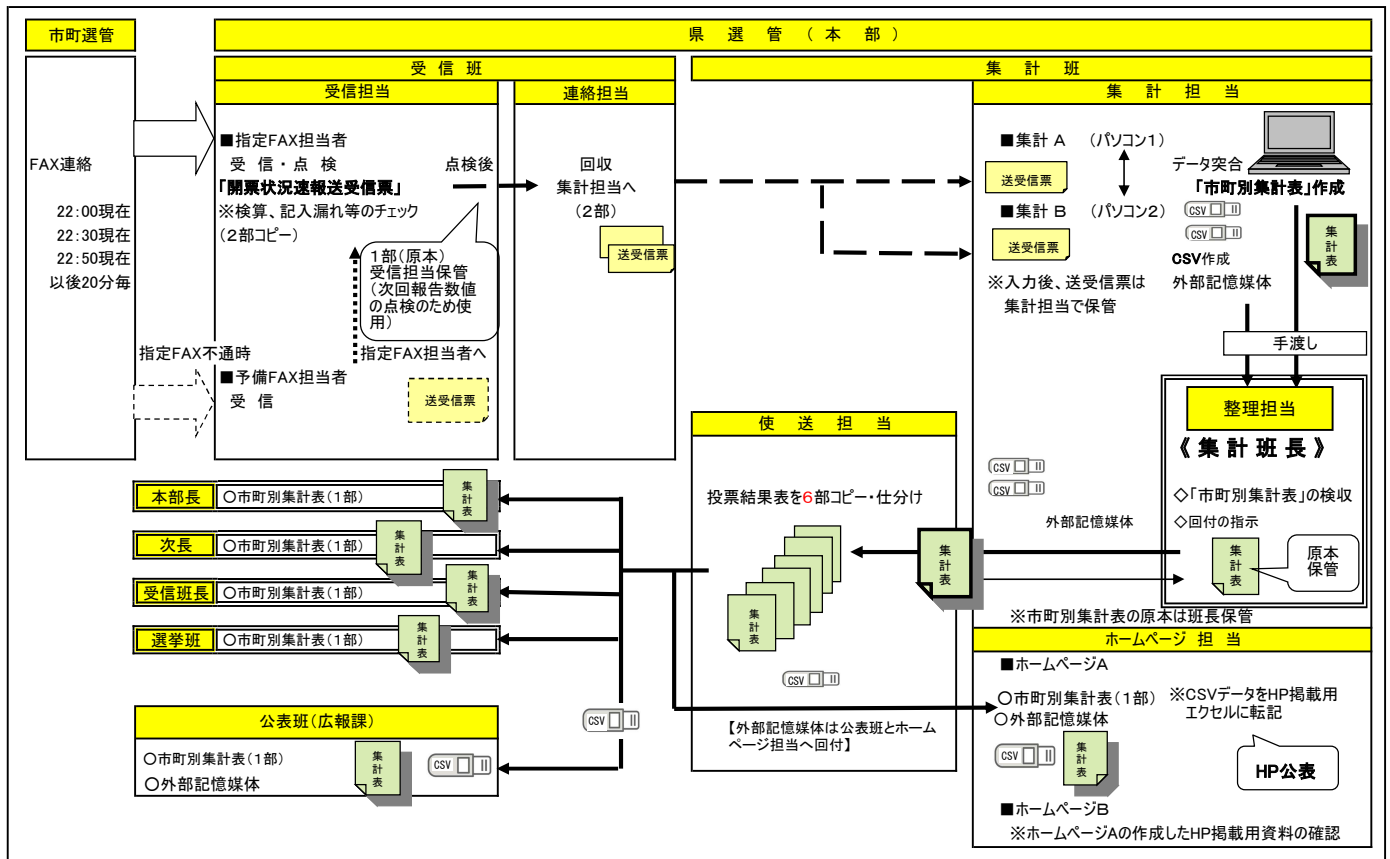 市町選管
県選管(本部)
受信班
集計班
受信担当
連絡担当
集計担当
FAX連絡
22:00現在
22:30現在
22:50現在
以後20分毎
■指定FAX担当者
受信・点検
「開票状況速報送受信票」
※検算、記入漏れ等のチェック
(2部コピー)
点検後
1部(原本)
受信担当保管
(次回報告数値
の点検のため使
用)
指定FAX不通時
指定FAX担当者へ
■予備FAX担当者
受信
送受信票
回収
集計担当へ
(2部)
送受信票
■集計A (パソコン1)
送受信票
■集計B (パソコン2)
送受信票
※入力後、送受信票は
集計担当で保管
データ突合
「市町別集計表」作成
CSV
CSV
CSV作成
外部記憶媒体
集計表
手渡し
整理担当
《集計班長》
◇「市町別集計表」の検収
◇回付の指示
集計表
原本
保管
CSV
CSV
外部記憶媒体
※市町別集計表の原本は班長保管
使送担当
投票結果表を6部コピー・仕分け
集計表
集計表
CSV
【外部記憶媒体は公表班とホーム
ページ担当へ回付】
本部長
○市町別集計表(1部)
集計表
次長
○市町別集計表(1部)
集計表
受信班長
○市町別集計表(1部)
集計表
選挙班
○市町別集計表(1部)
集計表
CSV
公表班(広報課)
○市町別集計表(1部)
○外部記憶媒体
集計表
CSV
ホームページ担当
■ホームページA
○市町別集計表(1部)
○外部記憶媒体
※CSVデータをHP掲載用
エクセルに転記
CSV
集計表
HP公表
■ホームページB
※ホームページAの作成したHP掲載用資料の確認